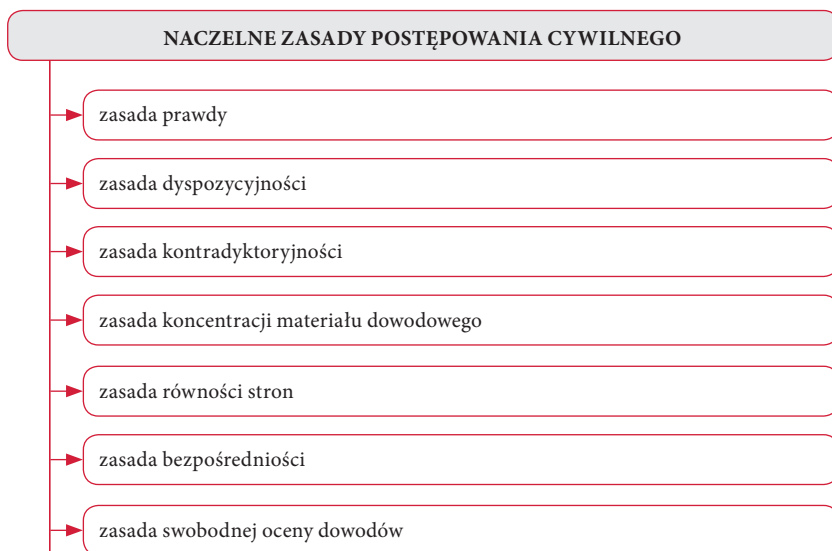 NACZELNE ZASADY POSTĘPOWANIA CYWILNEGO
zasada prawdy
zasada dyspozycyjności
zasada kontradyktoryjności
zasada koncentracji materiału dowodowego
zasada równości stron
zasada bezpośredniości
zasada swobodnej oceny dowodów